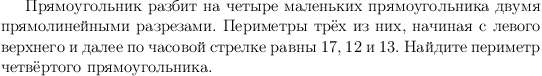 Прямоугольник разбит на четыре маленьких прямоугольника двумя
прямолинейными разрезами. Периметры трёх из них, начиная с левого
верхнего и далее по часовой стрелке равны 17, 12 и 13. Найдите периметр
четвёртого прямоугольника.